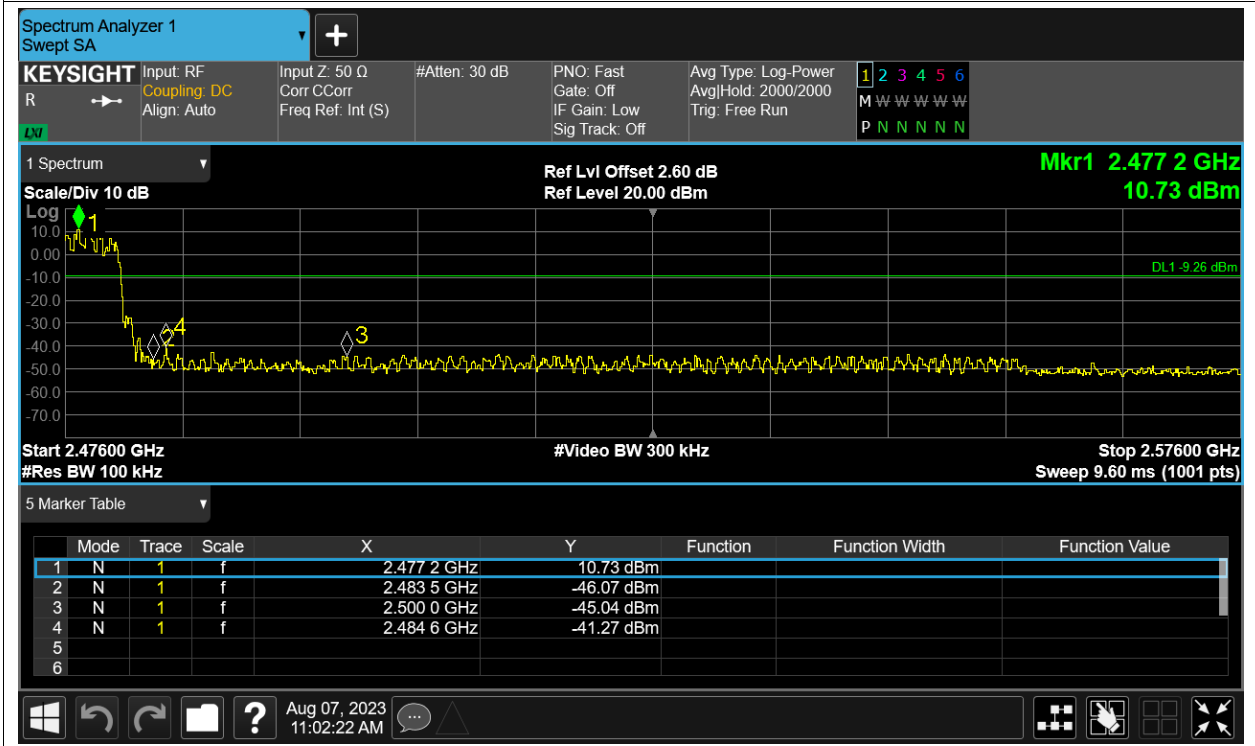 Spectrum Analyzer 1
Swept SA
+
KEYSIGHT Input: RF Input Z: 50 Ω #Atten: 30 dB PNO: Fast Avg Type: Log-Power 1 2 3 4 5 6
R Coupling: DC Corr CCorr Gate: Off Avg|Hold: 2000/2000 M W W W W W
Align: Auto Freq Ref: Int (S) IF Gain: Low Trig: Free Run P N N N N N
LXI Sig Track: Off
1 Spectrum
Ref Lvl Offset 2.60 dB Mkr1 2.477 2 GHz
Scale/Div 10 dB Ref Level 20.00 dBm 10.73 dBm
Log
1
10.0
0.00
DL1 -9.26 dBm
-10.0
-20.0
-30.0
2 4 3
-40.0
-50.0
-60.0
-70.0
Start 2.47600 GHz #Video BW 300 kHz Stop 2.57600 GHz
#Res BW 100 kHz Sweep 9.60 ms (1001 pts)
5 Marker Table
Mode Trace Scale X Y Function Function Width Function Value
1 N 1 f 2.477 2 GHz 10.73 dBm
2 N 1 f 2.483 5 GHz -46.07 dBm
3 N 1 f 2.500 0 GHz -45.04 dBm
4 N 1 f 2.484 6 GHz -41.27 dBm
5
6
? Aug 07, 2023
11:02:22 AM